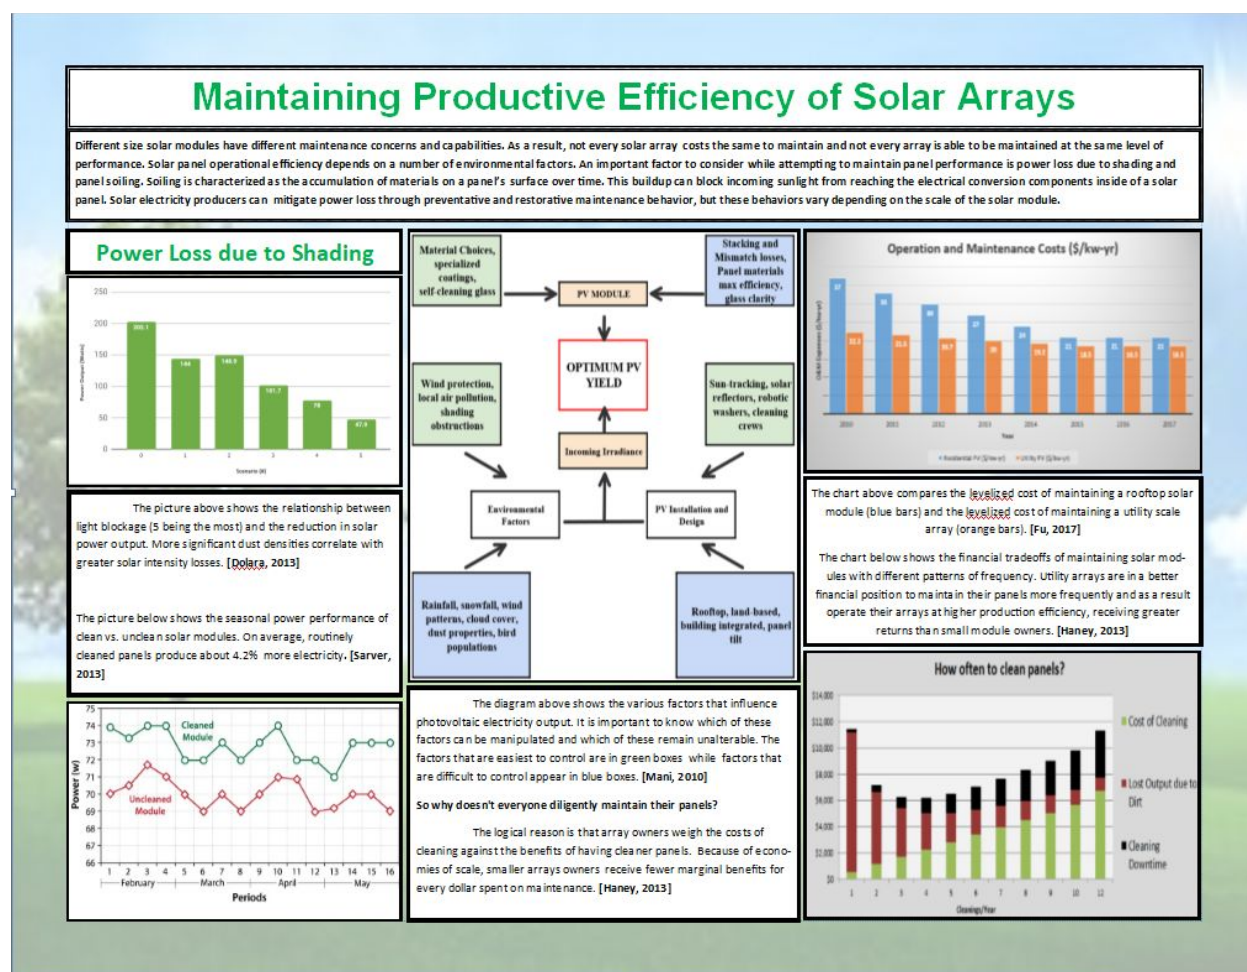 Maintaining Productive Efficiency of Solar Arrays
Different size solar modules have different maintenance concerns and capabilities. As a result, not every solar array costs the same to maintain and not every array is able to be maintained at the same level of
performance. Solar panel operational efficiency depends on a number of environmental factors. An important factor to consider while attempting to maintain panel performance is power loss due to shading and
panel soiling. Soiling is characterized as the accumulation of materials on a panel's surface over time. This buildup can block incoming sunlight from reaching the electrical conversion components inside of a solar
panel. Solar electricity producers can mitigate power loss through preventative and restorative maintenance behavior, but these behaviors vary depending on the scale of the solar module.
Power Loss due to Shading
250
200
150
100
50
0
Power Output (Watts)
144
101.7
78
47.9
0 1 2 3 4 5
Scenario (#)
The picture above shows the relationship between
light blockage (5 being the most) and the reduction in solar
power output. More significant dust densities correlate with
greater solar intensity losses. [Dolara, 2013]
The picture below shows the seasonal power performance of
clean vs. unclean solar modules. On average, routinely
cleaned panels produce about 4.2% more electricity. [Sarver,
2013]
75
74
73
72
71
70
69
68
67
66
Power (w)
Cleaned
Module
Uncleaned
Module
1 2 3 4 5 6 7 8 9 10 11 12 13 14 15 16
February March April May
Periods
Material Choices,
specialized
coatings,
self-cleaning glass
PV MODULE
Stacking and
Mismatch losses,
Panel materials
max efficiency,
glass clarity
OPTIMUM PV
YIELD
Wind protection,
local air pollution,
shading
obstructions
Sun-tracking, solar
reflectors, robotic
washers, cleaning
crews
Incoming Irradiance
Environmental
Factors
PV Installation and
Design
Rainfall, snowfall, wind
patterns, cloud cover,
dust properties, bird
populations
Rooftop, land-based,
building integrated, panel
tilt
The diagram above shows the various factors that influence
photovoltaic electricity output. It is important to know which of these
factors can be manipulated and which of these remain unalterable. The
factors that are easiest to control are in green boxes while factors that
are difficult to control appear in blue boxes. [Mani, 2010]
So why doesn't everyone diligently maintain their panels?
The logical reason is that array owners weigh the costs of
cleaning against the benefits of having cleaner panels. Because of econo-
mies of scale, smaller arrays owners receive fewer marginal benefits for
every dollar spent on maintenance. [Haney, 2013]
Operation and Maintenance Costs ($/kw-yr)
2010 2011 2012 2013 2014 2015 2016 2017
Year
Residential PV ($/kw-yr) Utility PV ($/kw-yr)
The chart above compares the levelized cost of maintaining a rooftop solar
module (blue bars) and the levelized cost of maintaining a utility scale
array (orange bars). [Fu, 2017]
The chart below shows the financial tradeoffs of maintaining solar mod-
ules with different patterns of frequency. Utility arrays are in a better
financial position to maintain their panels more frequently and as a result
operate their arrays at higher production efficiency, receiving greater
returns than small module owners. [Haney, 2013]
How often to clean panels?
$14,000
$12,000
$10,000
$8,000
$6,000
$4,000
$2,000
$0
1 2 3 4 5 6 7 8 9 10 12
Cleanings/Year
Cost of Cleaning
Lost Output due to
Dirt
Cleaning
Downtime